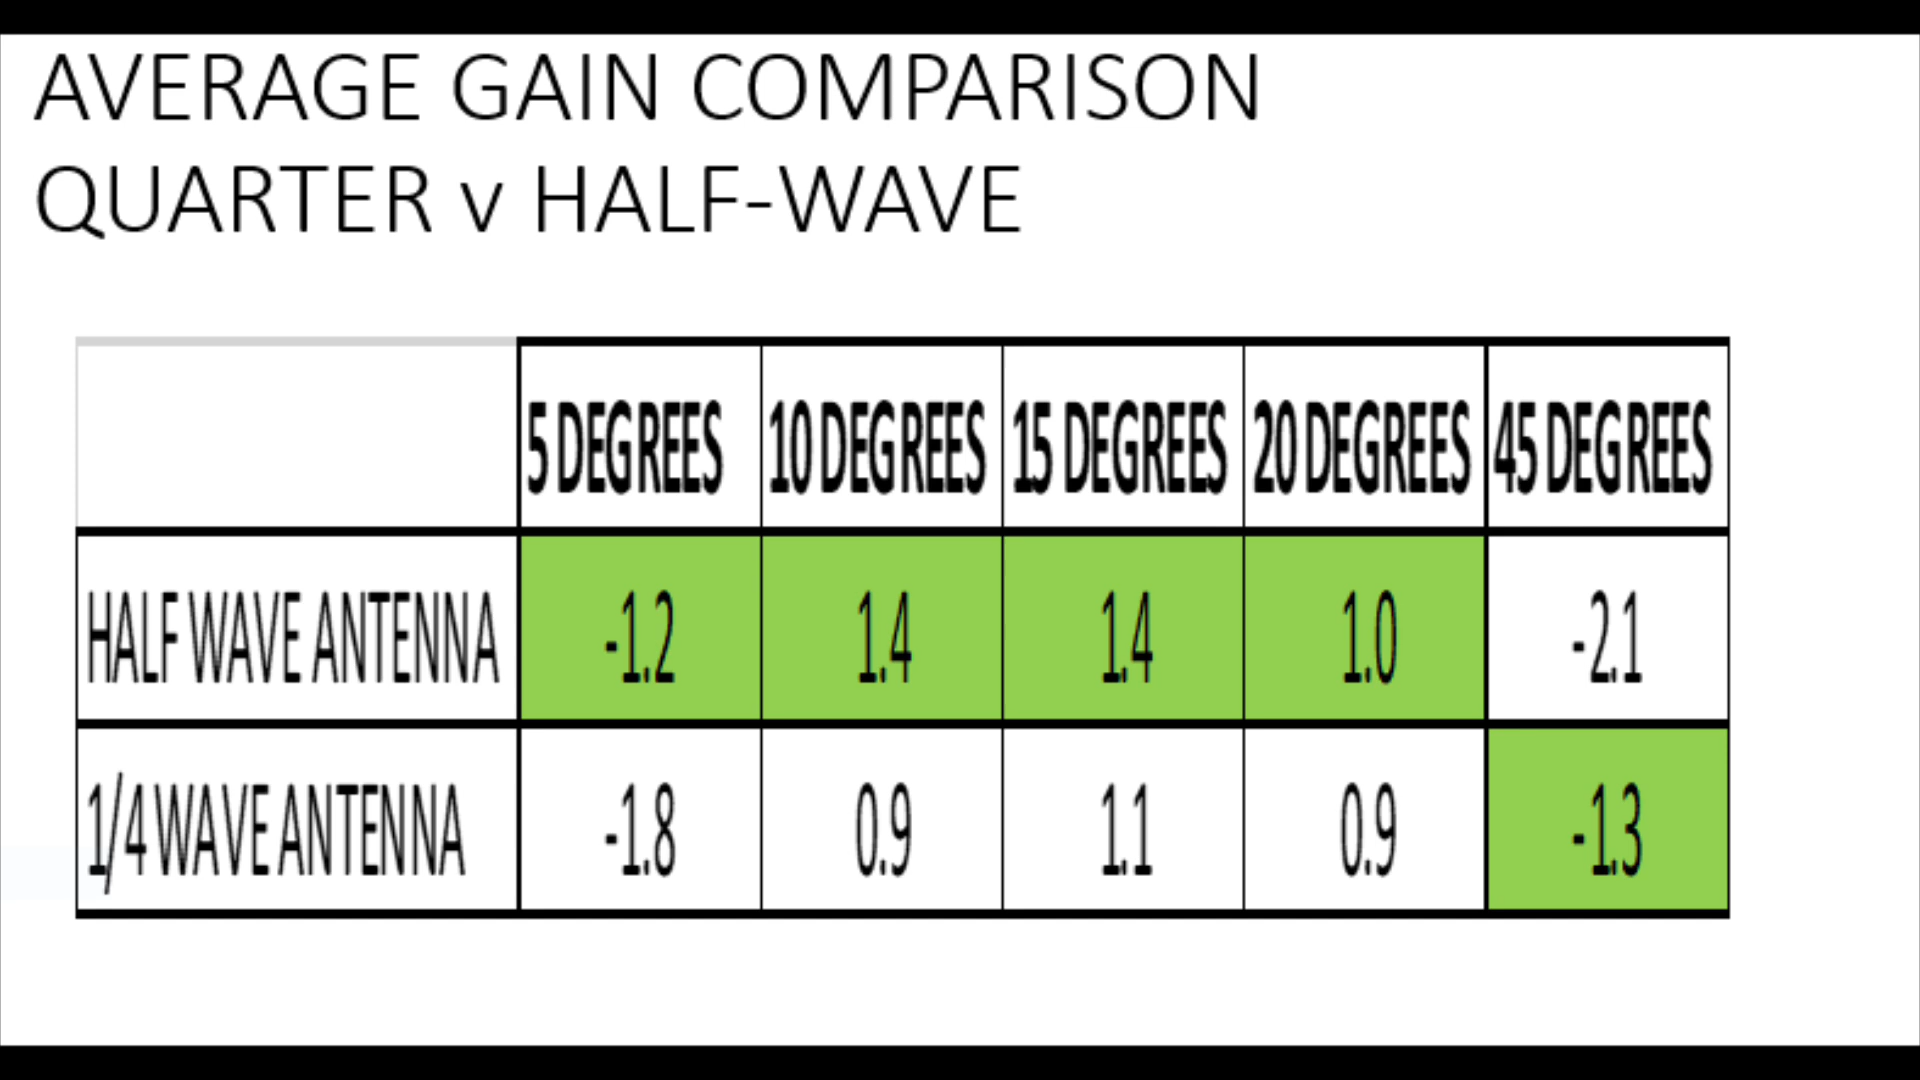 AVERAGE GAIN COMPARISON
QUARTER v HALF-WAVE
5 DEGREES 10 DEGREES 15 DEGREES 20 DEGREES 45 DEGREES
HALF WAVE ANTENNA -1.2 1.4 1.4 1.0 -2.1
1/4 WAVE ANTENNA -1.8 0.9 1.1 0.9 -1.3